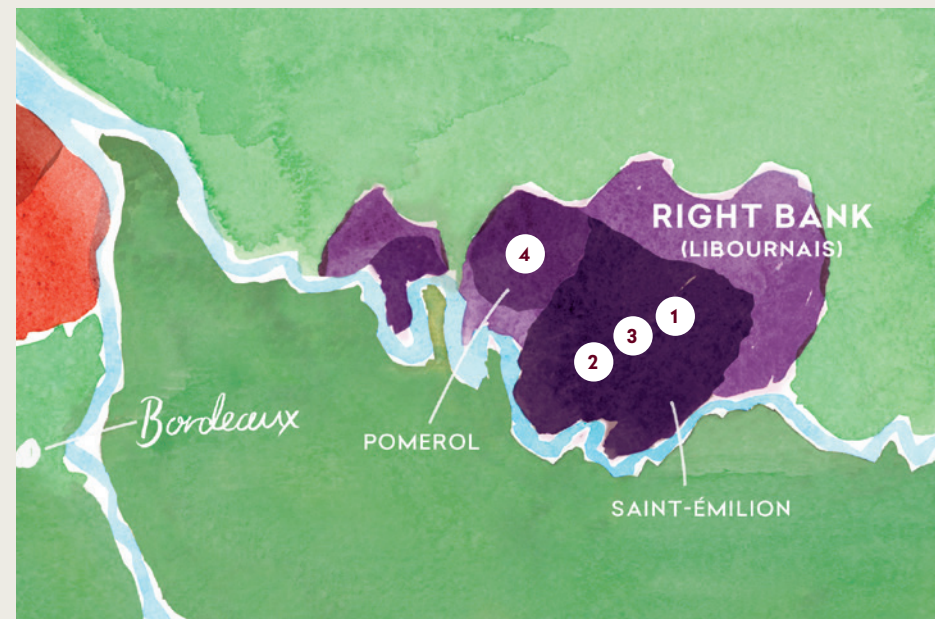 RIGHT BANK
(LIBOURNAIS)
4
1
3
2
Bordeaux
POMEROL
SAINT-ÉMILION